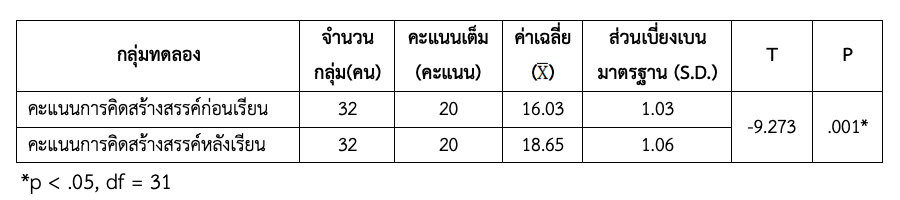 กลุ่มทดลอง จำนวน กลุ่ม(คน) คะแนนเต็ม (คะแนน) ค่าเฉลี่ย (X̅) ส่วนเบี่ยงเบน มาตรฐาน (S.D.) T P
คะแนนการคิดสร้างสรรค์ก่อนเรียน 32 20 16.03 1.03 -9.273 .001*
คะแนนการคิดสร้างสรรค์หลังเรียน 32 20 18.65 1.06
*p < .05, df = 31